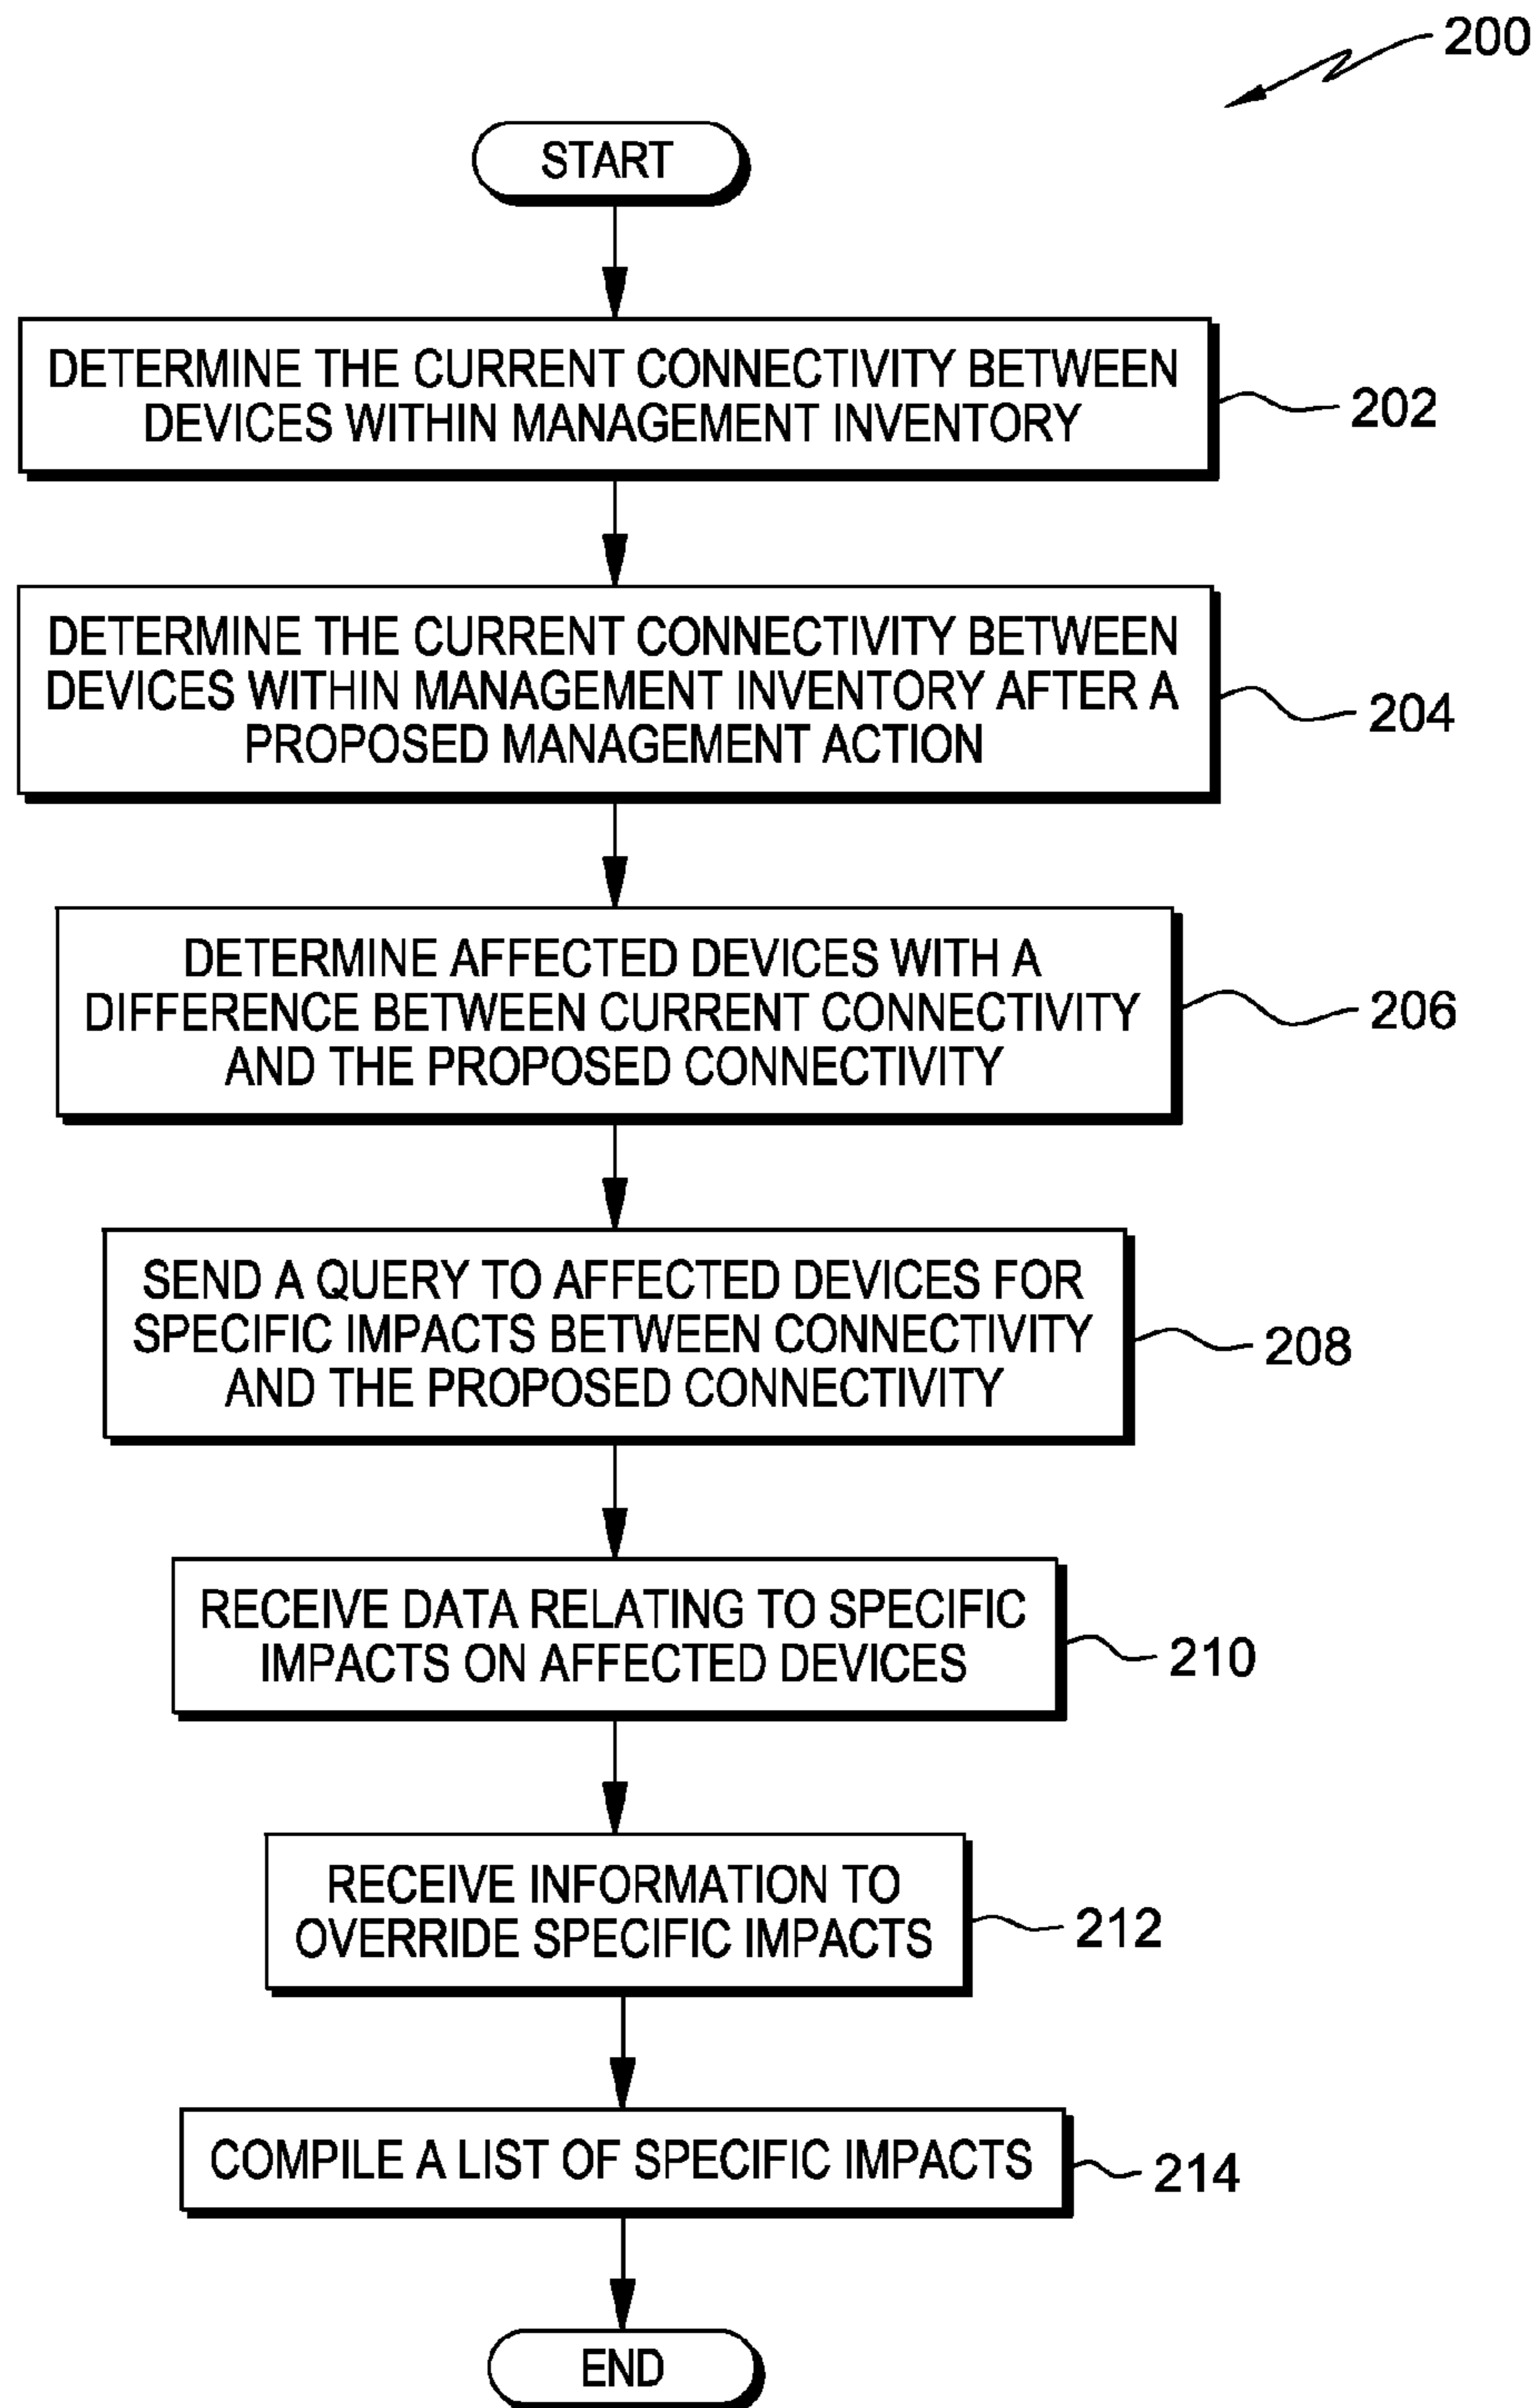 200
START
DETERMINE THE CURRENT CONNECTIVITY BETWEEN
DEVICES WITHIN MANAGEMENT INVENTORY
202
DETERMINE THE CURRENT CONNECTIVITY BETWEEN
DEVICES WITHIN MANAGEMENT INVENTORY AFTER A
PROPOSED MANAGEMENT ACTION
204
DETERMINE AFFECTED DEVICES WITH A
DIFFERENCE BETWEEN CURRENT CONNECTIVITY
AND THE PROPOSED CONNECTIVITY
206
SEND A QUERY TO AFFECTED DEVICES FOR
SPECIFIC IMPACTS BETWEEN CONNECTIVITY
AND THE PROPOSED CONNECTIVITY
208
RECEIVE DATA RELATING TO SPECIFIC
IMPACTS ON AFFECTED DEVICES
210
RECEIVE INFORMATION TO
OVERRIDE SPECIFIC IMPACTS
212
COMPILE A LIST OF SPECIFIC IMPACTS
214
END